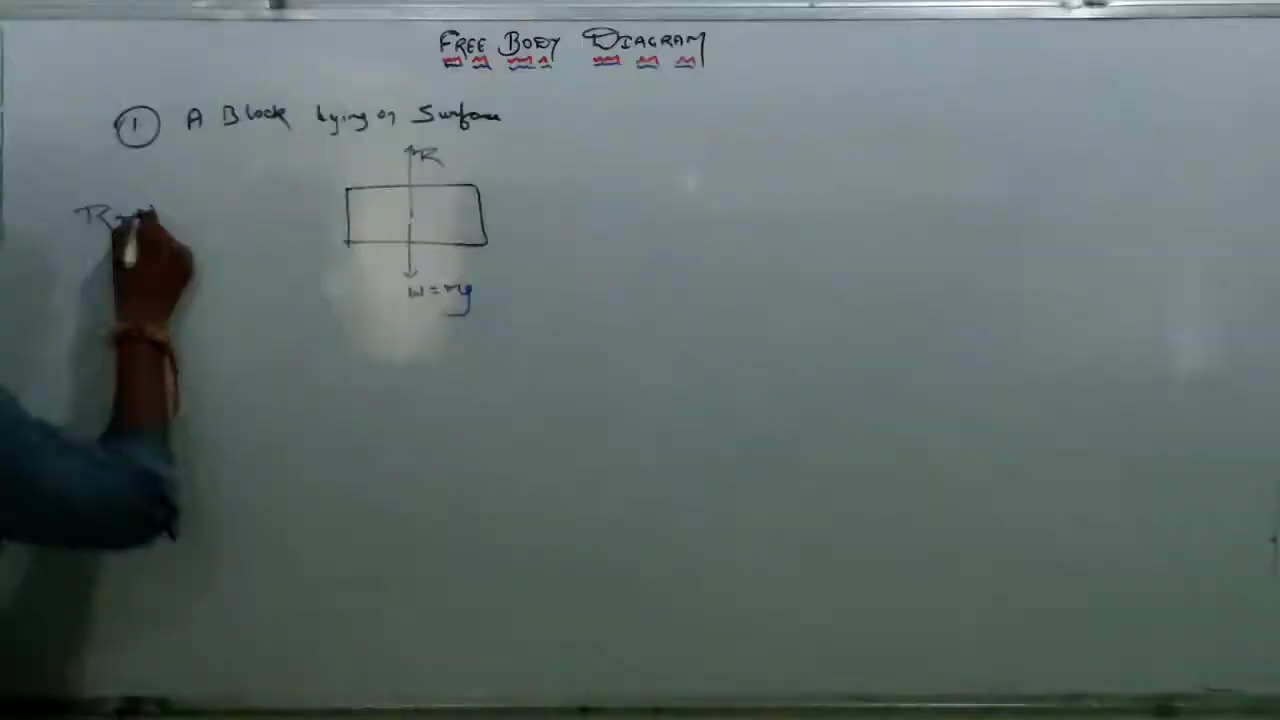 FREE BODY DIAGRAM
① A Block lying on Surface
R
W = mg